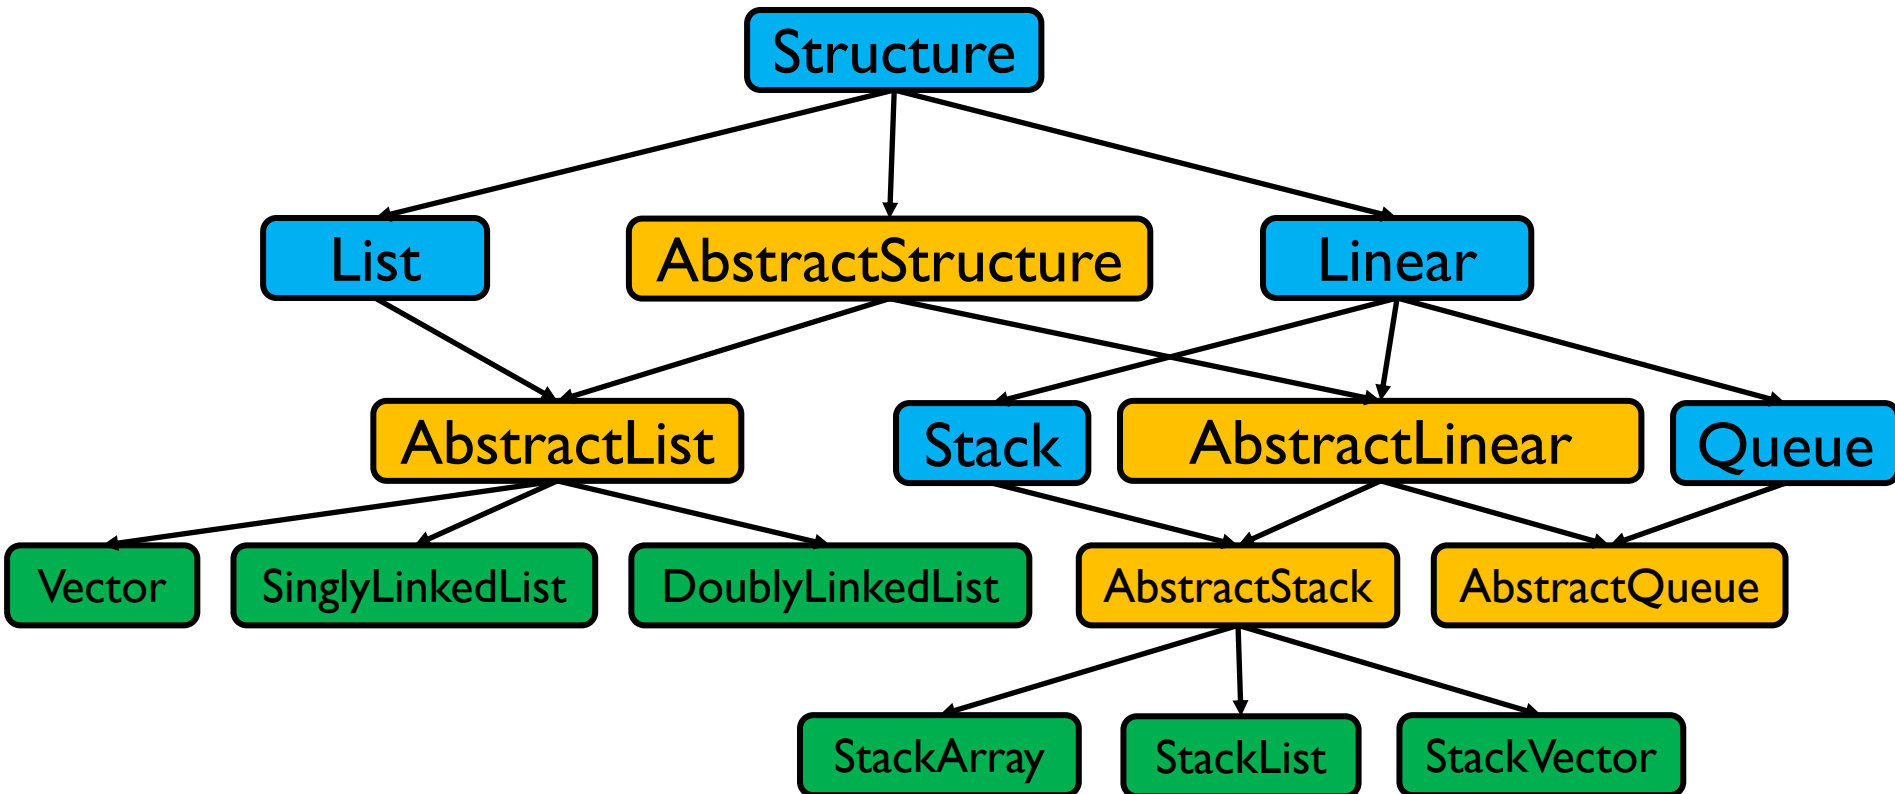 Structure
List
AbstractStructure
Linear
AbstractList
Stack
AbstractLinear
Queue
Vector
SinglyLinkedList
DoublyLinkedList
AbstractStack
AbstractQueue
StackArray
StackList
StackVector